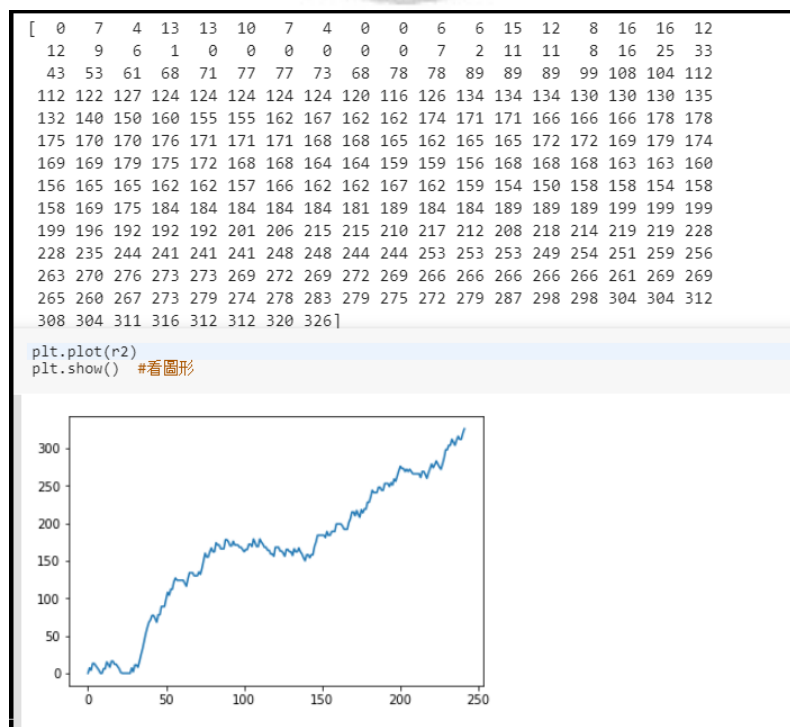 [ 0 7 4 13 13 10 7 4 0 0 6 6 15 12 8 16 16 12
12 9 6 1 0 0 0 0 0 0 7 2 11 11 8 16 25 33
43 53 61 68 71 77 77 73 68 78 78 89 89 89 99 108 104 112
112 122 127 124 124 124 124 124 120 116 126 134 134 134 130 130 130 135
132 140 150 160 155 155 162 167 162 162 174 171 171 166 166 166 178 178
175 170 170 176 171 171 171 168 168 165 162 165 165 172 172 169 179 174
169 169 179 175 172 168 168 164 164 159 159 156 168 168 168 163 163 160
156 165 165 162 162 157 166 162 162 167 162 159 154 150 158 158 154 158
158 169 175 184 184 184 184 184 181 189 184 184 189 189 189 199 199 199
199 196 192 192 192 201 206 215 215 210 217 212 208 218 214 219 219 228
228 235 244 241 241 241 248 248 244 244 253 253 253 249 254 251 259 256
263 270 276 273 273 269 272 269 272 269 266 266 266 266 266 261 269 269
265 260 267 273 279 274 278 283 279 275 272 279 287 298 298 304 304 312
308 304 311 316 312 312 320 326]
plt.plot(r2)
plt.show() #看圖形
300
250
200
150
100
50
0
0 50 100 150 200 250